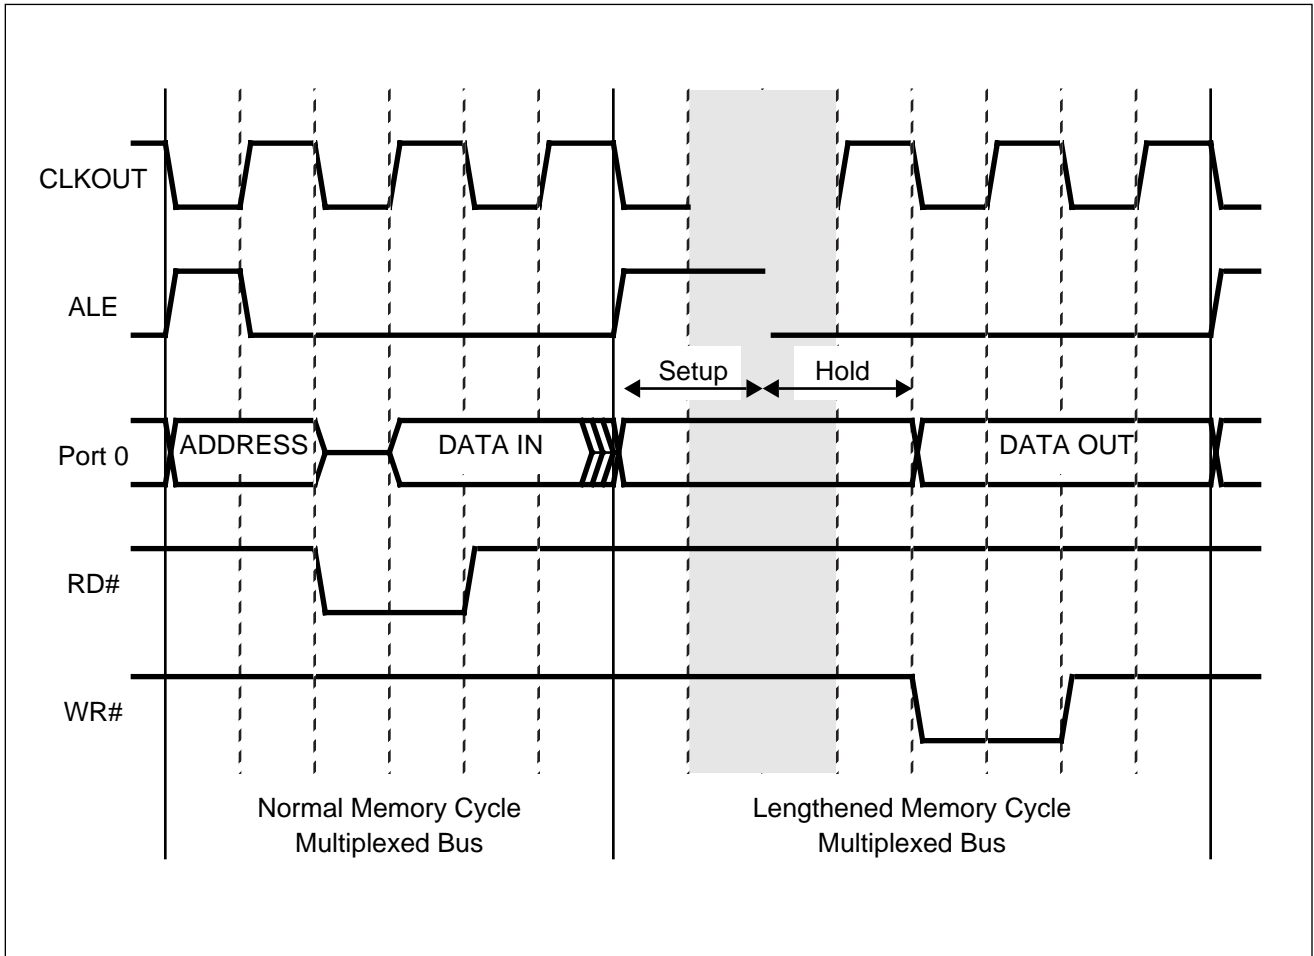 CLKOUT
ALE
Setup
Hold
Port 0
ADDRESS
DATA IN
DATA OUT
RD#
WR#
Normal Memory Cycle
Multiplexed Bus
Lengthened Memory Cycle
Multiplexed Bus